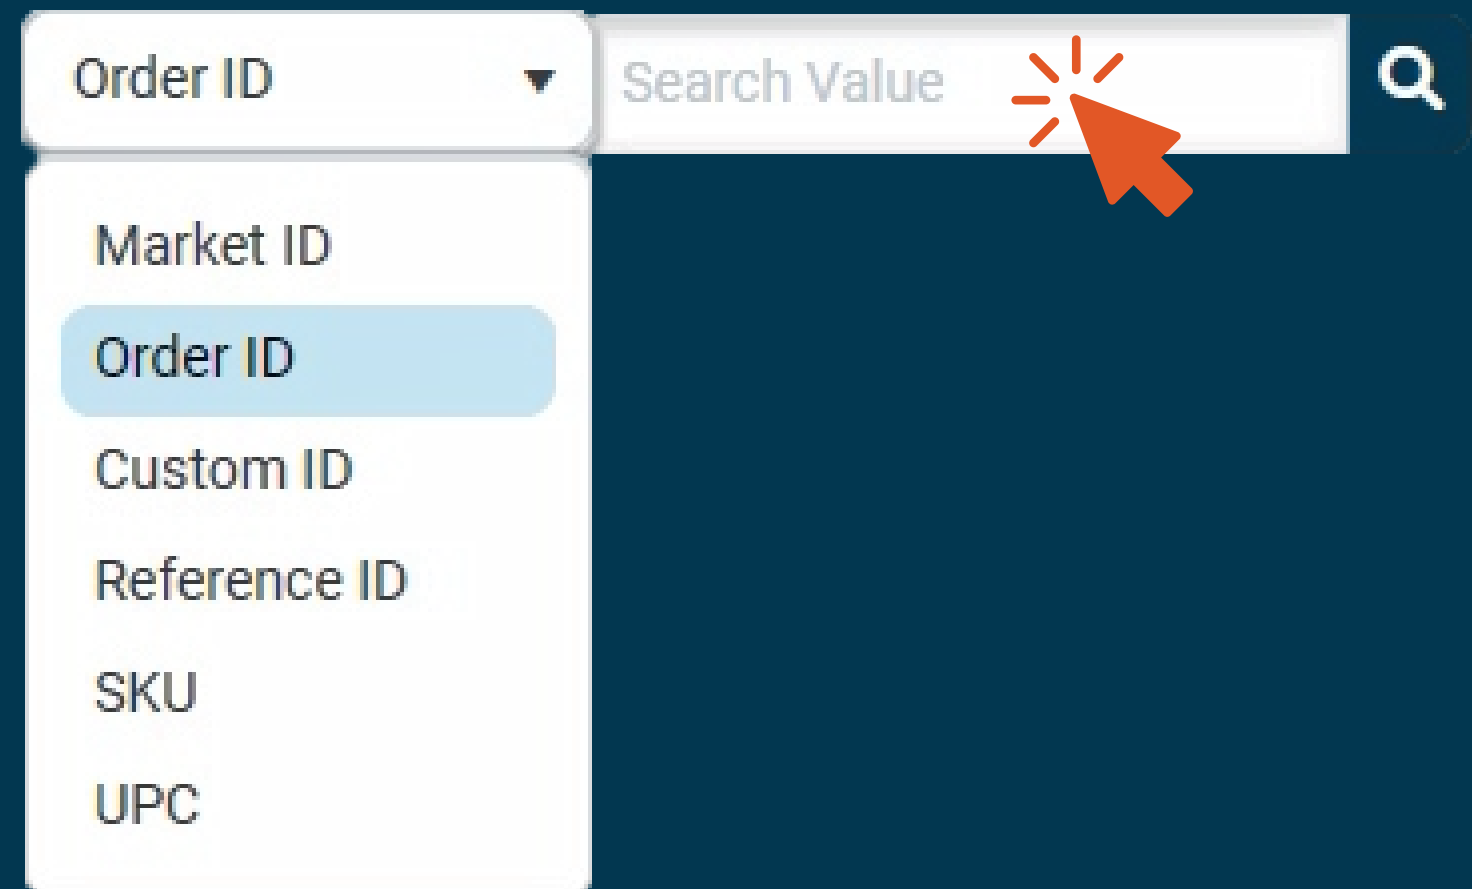 Order ID Search Value
Market ID
Order ID
Custom ID
Reference ID
SKU
UPC